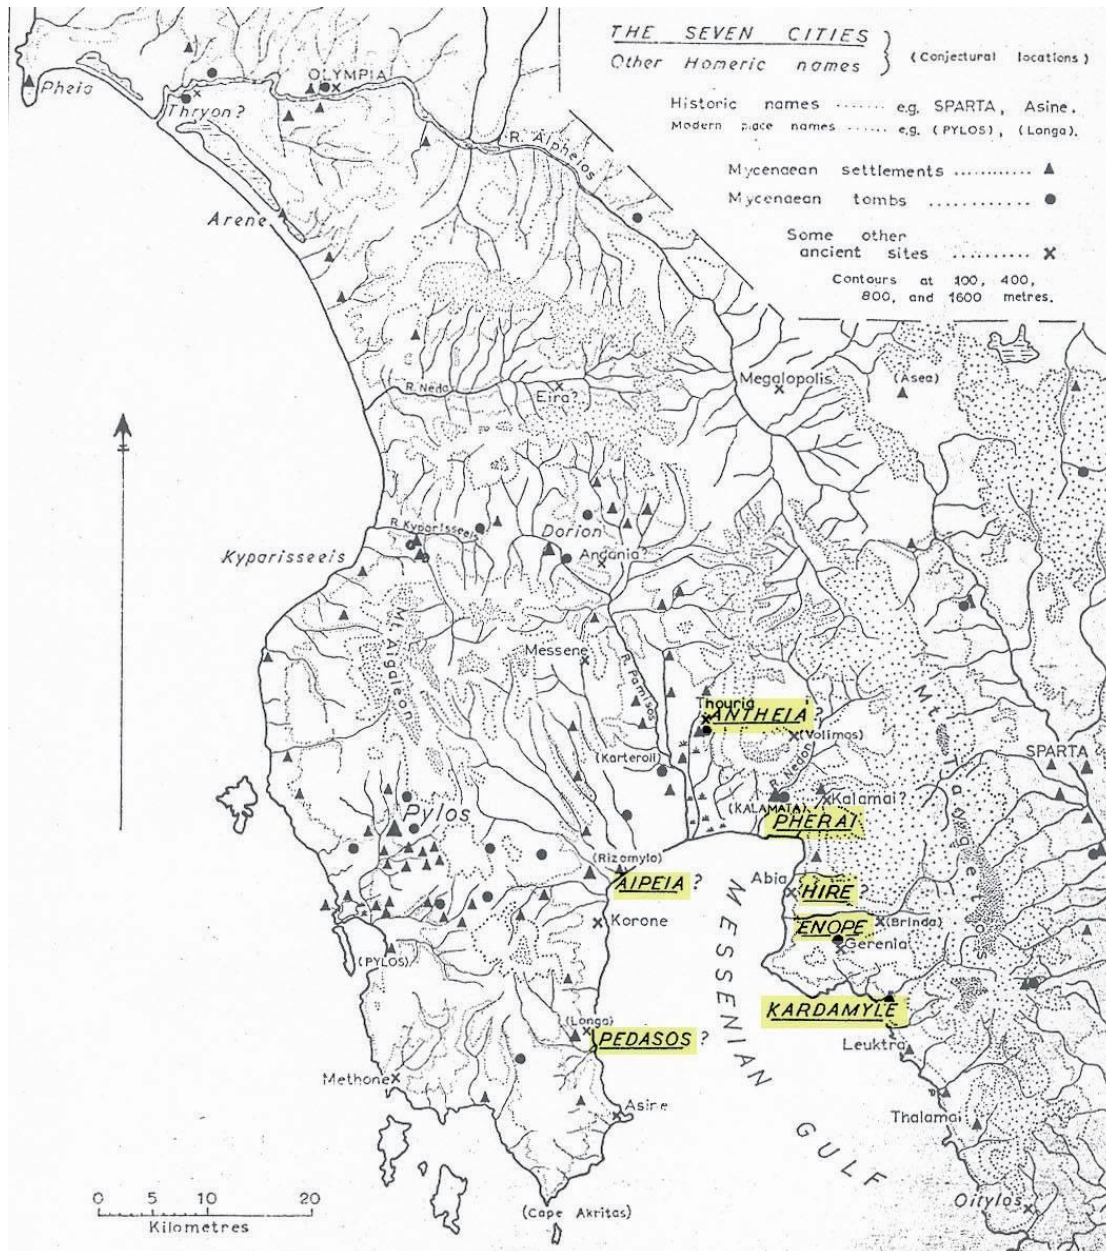 THE SEVEN CITIES
Other Homeric names
(Conjectural locations)
Historic names ...... e.g. SPARTA, Asine.
Modern place names ..... e.g. (PYLOS), (Longa).
Mycenaean settlements
Mycenaean tombs
Some other
ancient sites
Contours at 100, 400,
800, and 1600 metres.
Pheia
OLYMPIA
Thryon?
R. Alpheios
Arene
R. Neda
Eira?
Megalopolis
(Asea)
R. Kyparisseis
Dorion
Andania?
Kyparisseeis
Mt. Aigleon
Messene
R. Pamisos
Thouria
ANTHEIA ?
(Volimos)
Mt. Taygetos
SPARTA
(Karteroli)
R. Nedon
(KALAMATA)
Kalamai?
PHERAI
Pylos
(Rizomylo)
AIPEIA ?
Abia
HIRE ?
Korone
ENOPE
(Brinda)
Gerenia
(PYLOS)
MESSENIAN GULF
KARDAMYLE
(Longa)
PEDASOS ?
Leuktra
Methone
Asine
Thalamai
Oitylos
0 5 10 20
Kilometres
(Cape Akritas)